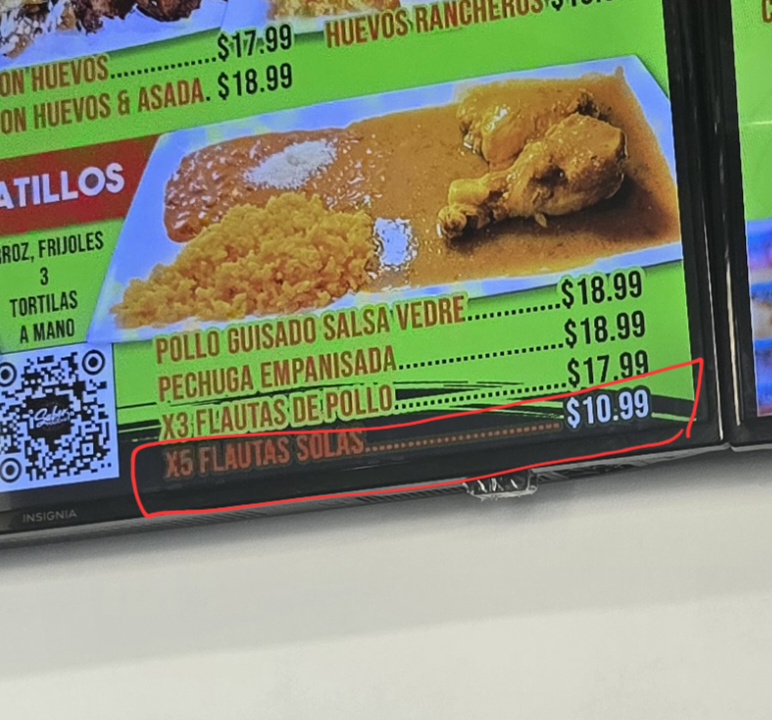 ON HUEVOS..............$17.99
ON HUEVOS & ASADA. $18.99
HUEVOS RANCHEROS
ATILLOS
ROZ, FRIJOLES
3
TORTILAS
A MANO
POLLO GUISADO SALSA VEDRE............$18.99
PECHUGA EMPANISADA.....................$18.99
X3 FLAUTAS DE POLLO......................$17.99
X5 FLAUTAS SOLAS.........................$10.99
INSIGNIA